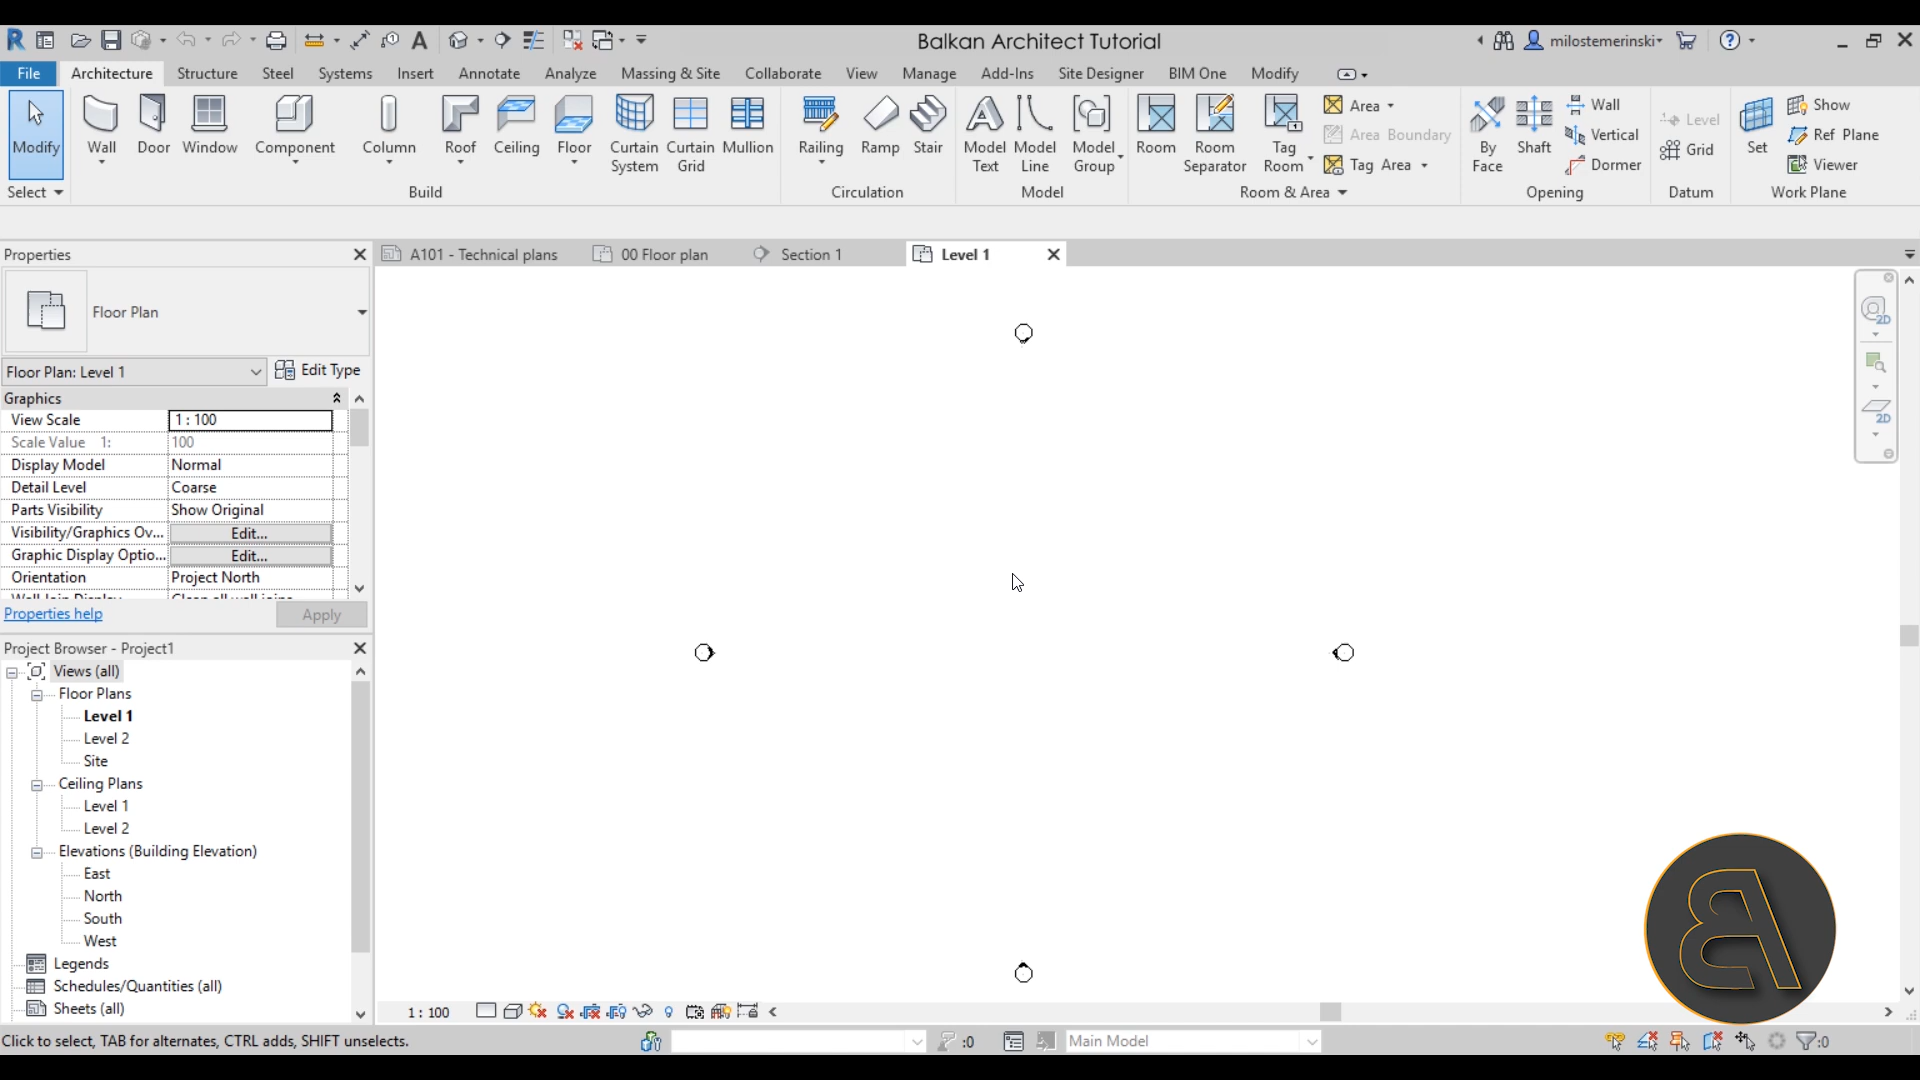 Balkan Architect Tutorial
milostemerinski
File Architecture Structure Steel Systems Insert Annotate Analyze Massing & Site Collaborate View Manage Add-Ins Site Designer BIM One Modify
Modify Wall Door Window Component Column Roof Ceiling Floor Curtain System Curtain Grid Mullion Railing Ramp Stair Model Text Model Line Model Group Room Room Separator Tag Room
Area
Area Boundary
Tag Area
By Face Shaft
Wall
Vertical
Dormer
Level
Grid
Set
Show
Ref Plane
Viewer
Select Build Circulation Model Room & Area Opening Datum Work Plane
Properties
A101 - Technical plans 00 Floor plan Section 1 Level 1
Floor Plan
Floor Plan: Level 1 Edit Type
Graphics
View Scale 1 : 100
Scale Value 1: 100
Display Model Normal
Detail Level Coarse
Parts Visibility Show Original
Visibility/Graphics Ov... Edit...
Graphic Display Optio... Edit...
Orientation Project North
Properties help Apply
Project Browser - Project1
Views (all)
Floor Plans
Level 1
Level 2
Site
Ceiling Plans
Level 1
Level 2
Elevations (Building Elevation)
East
North
South
West
Legends
Schedules/Quantities (all)
Sheets (all)
2D
2D
1 : 100
Click to select, TAB for alternates, CTRL adds, SHIFT unselects.
:0
Main Model
:0